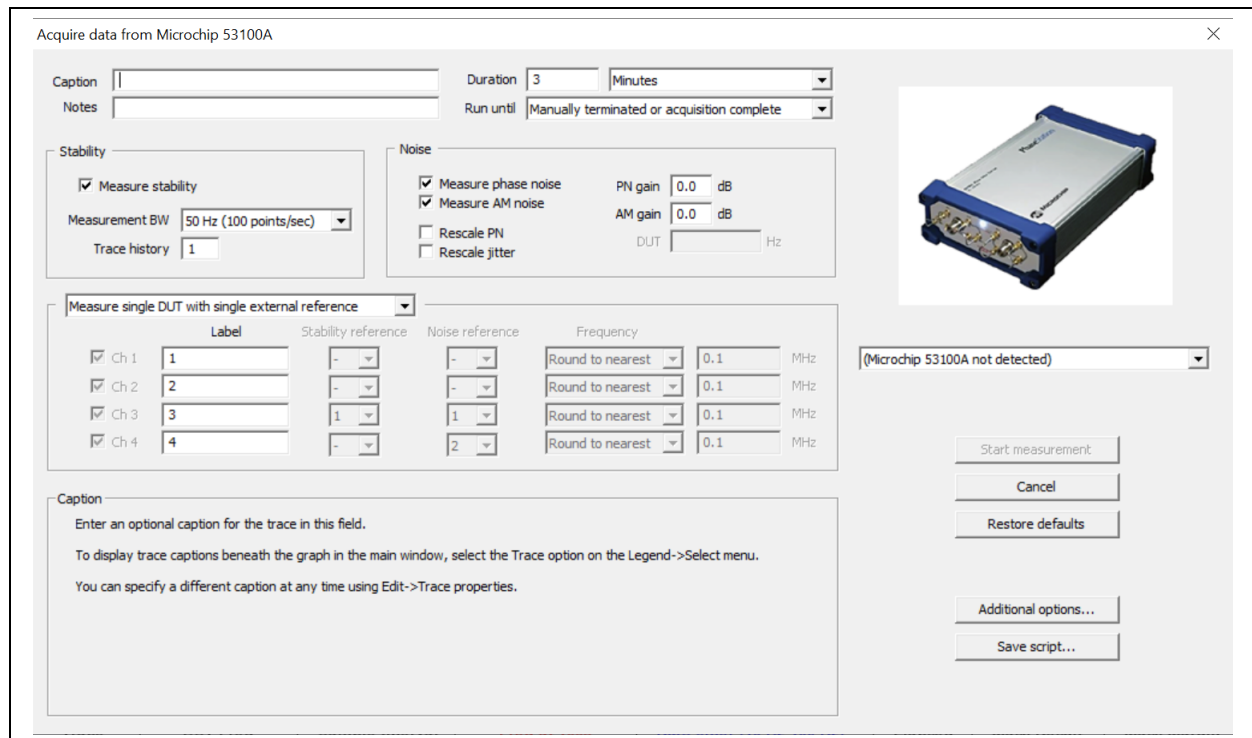 Acquire data from Microchip 53100A
Caption
Duration 3 Minutes
Notes
Run until Manually terminated or acquisition complete
Stability
Measure stability
Measurement BW 50 Hz (100 points/sec)
Trace history 1
Noise
Measure phase noise
Measure AM noise
Rescale PN
Rescale jitter
PN gain 0.0 dB
AM gain 0.0 dB
DUT Hz
PhaseStation
MICROCHIP
Measure single DUT with single external reference
Label Stability reference Noise reference Frequency
Ch 1 1 - - Round to nearest 0.1 MHz
Ch 2 2 - - Round to nearest 0.1 MHz
Ch 3 3 1 1 Round to nearest 0.1 MHz
Ch 4 4 - 2 Round to nearest 0.1 MHz
(Microchip 53100A not detected)
Start measurement
Cancel
Restore defaults
Additional options...
Save script...
Caption
Enter an optional caption for the trace in this field.
To display trace captions beneath the graph in the main window, select the Trace option on the Legend->Select menu.
You can specify a different caption at any time using Edit->Trace properties.